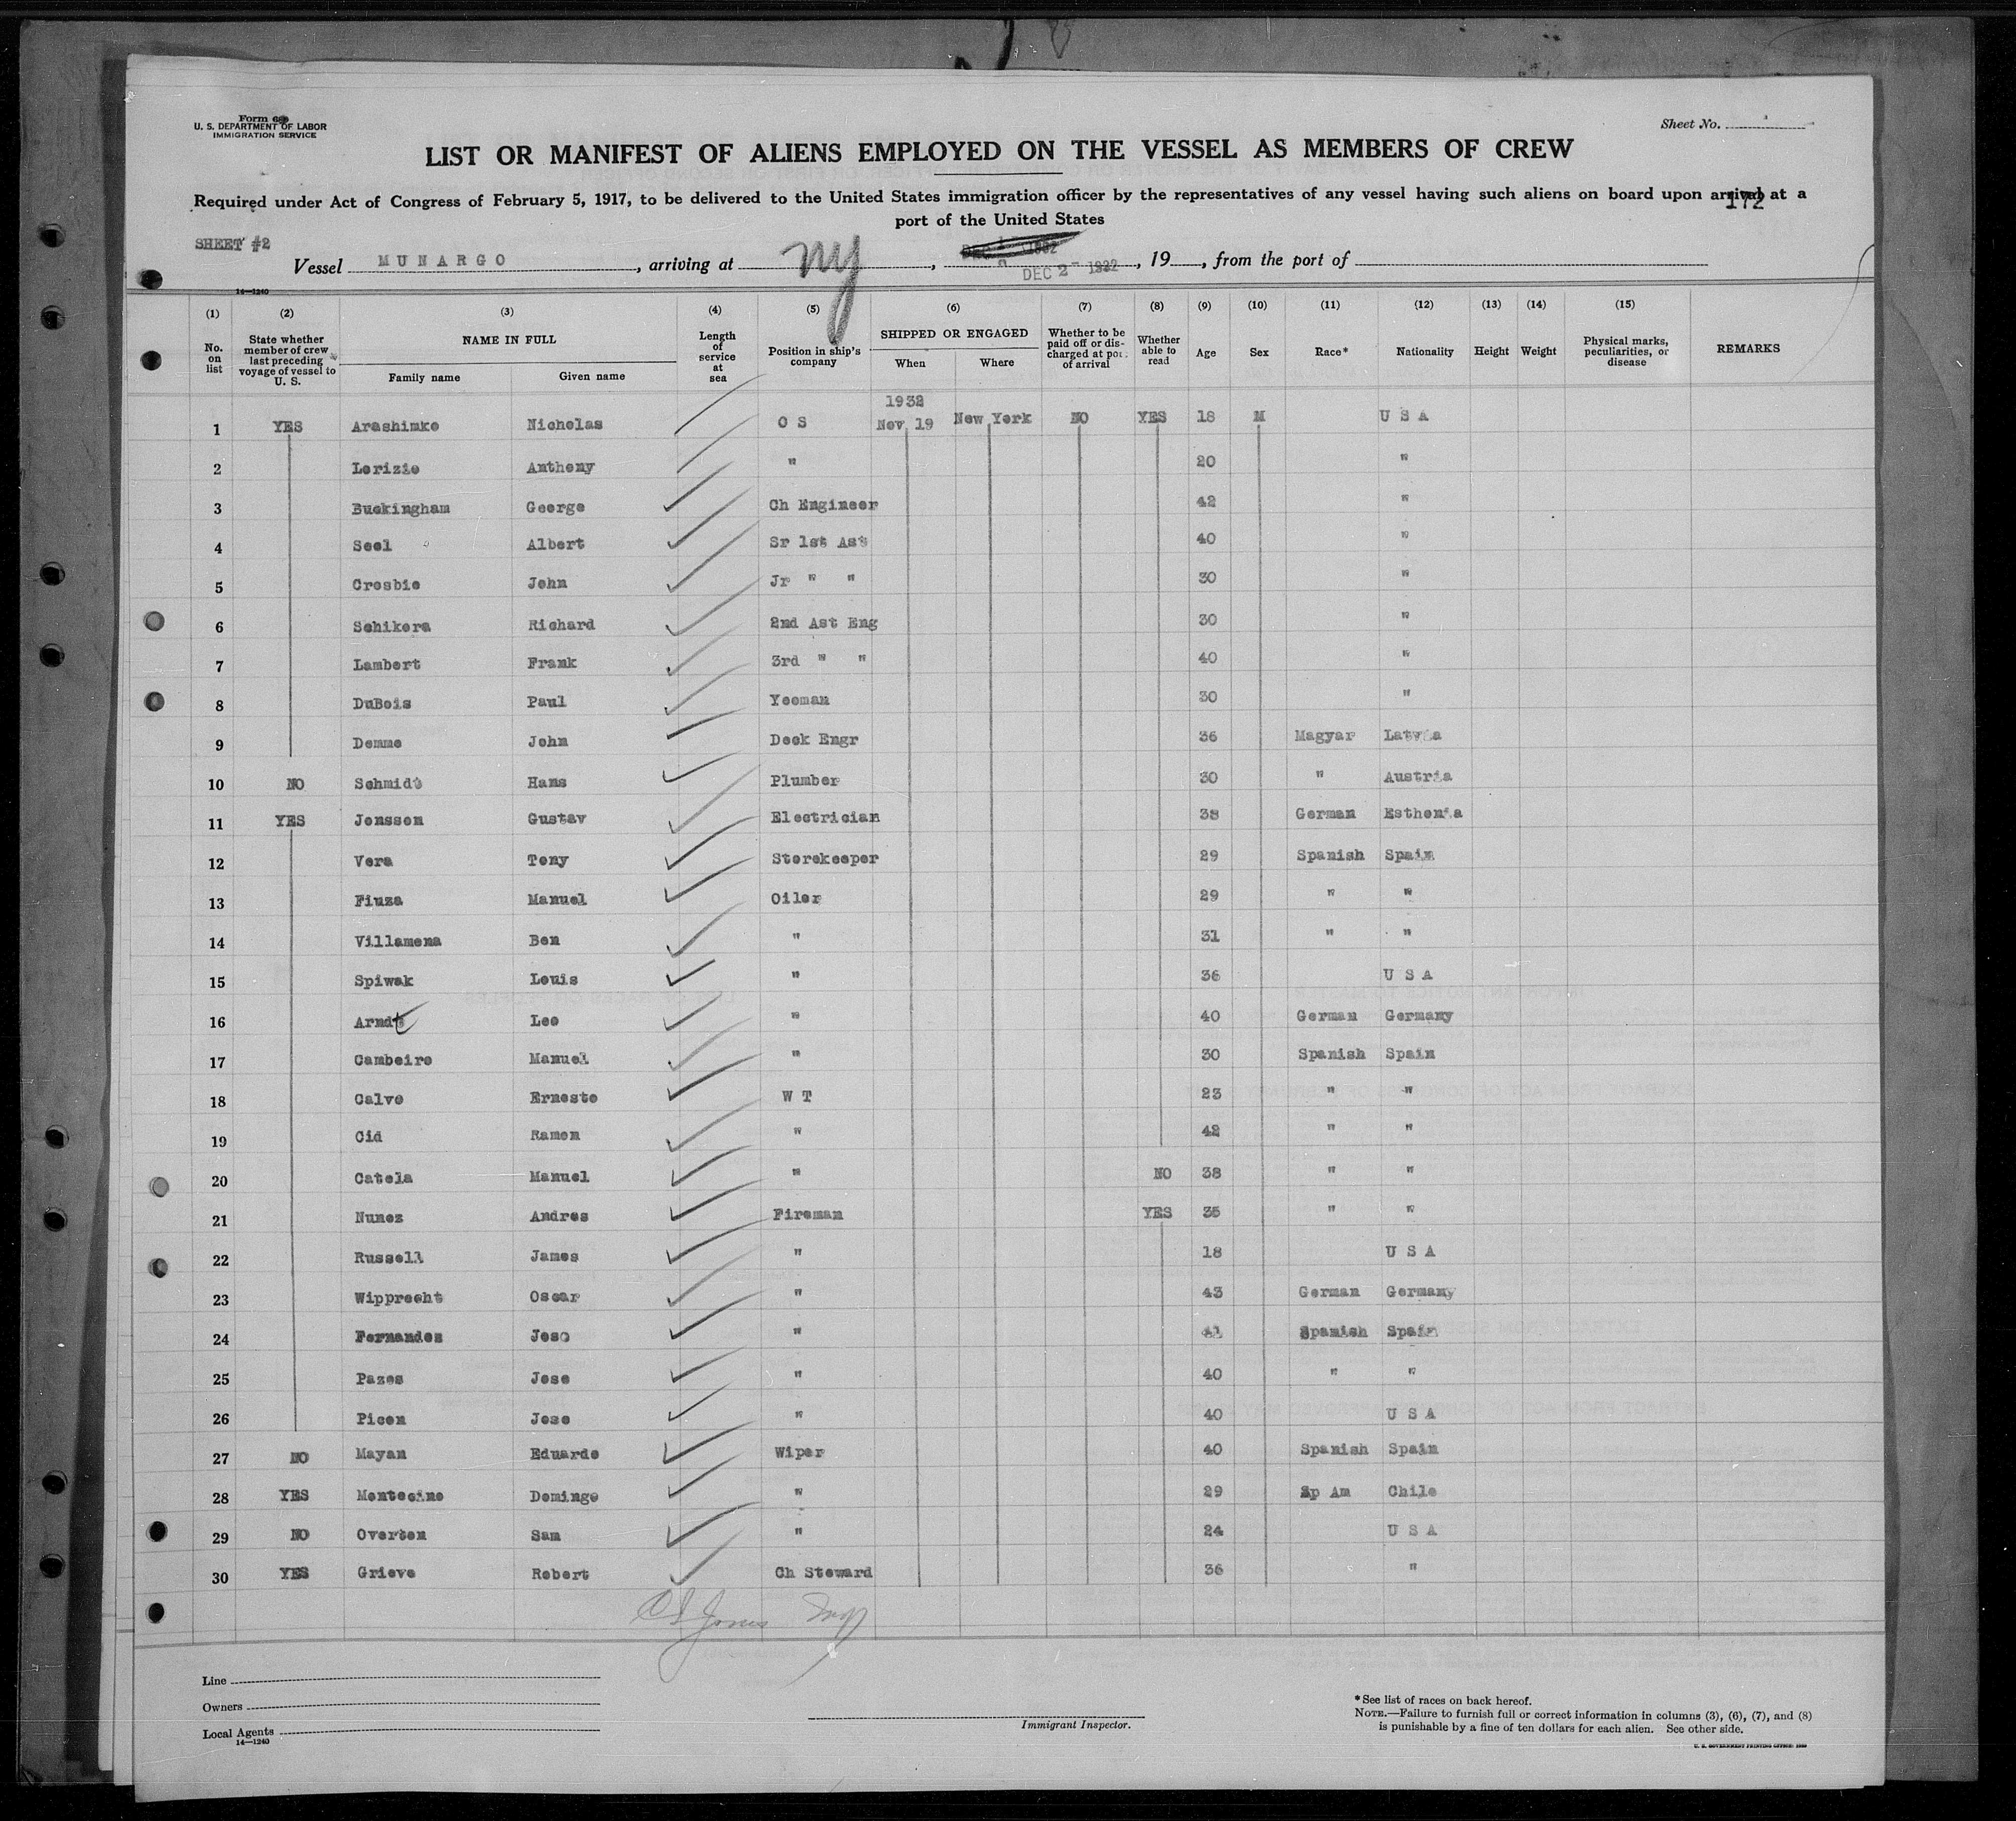 Form 689
U. S. DEPARTMENT OF LABOR
IMMIGRATION SERVICE
Sheet No.
LIST OR MANIFEST OF ALIENS EMPLOYED ON THE VESSEL AS MEMBERS OF CREW
Required under Act of Congress of February 5, 1917, to be delivered to the United States immigration officer by the representatives of any vessel having such aliens on board upon arrival at a
port of the United States
172
SHEET #2
Vessel MUNARGO, arriving at NY, DEC 2- 1932, 19, from the port of
14—1240
(1) (2) (3) (4) (5) (6) (7) (8) (9) (10) (11) (12) (13) (14) (15)
No. on list State whether member of crew last preceding voyage of vessel to U. S. NAME IN FULL Family name Given name Length of service at sea Position in ship's company SHIPPED OR ENGAGED When Where Whether to be paid off or discharged at port of arrival Whether able to read Age Sex Race* Nationality Height Weight Physical marks, peculiarities, or disease REMARKS
1932
1 YES Arashimko Nicholas O S Nov 19 New York NO YES 18 M U S A
2 Lorizio Anthony " 20 "
3 Buckingham George Ch Engineer 42 "
4 Seel Albert Sr 1st Ast 40 "
5 Crosbie John Jr " " 30 "
6 Schikora Richard 2nd Ast Eng 30 "
7 Lambert Frank 3rd " " 40 "
8 DuBois Paul Yeoman 30 "
9 Demme John Deck Engr 36 Magyar Latvia
10 NO Schmidt Hans Plumber 30 " Austria
11 YES Jonsson Gustav Electrician 38 German Esthonia
12 Vera Tony Storekeeper 29 Spanish Spain
13 Fiuza Manuel Oiler 29 " "
14 Villamena Ben " 31 " "
15 Spiwak Louis " 36 U S A
16 Arndt Leo " 40 German Germany
17 Cambeiro Manuel " 30 Spanish Spain
18 Calvo Ernesto W T 23 " "
19 Cid Ramon " 42 " "
20 Catela Manuel " NO 38 " "
21 Nunez Andres Fireman YES 35 " "
22 Russell James " 18 U S A
23 Wipprecht Oscar " 43 German Germany
24 Fernandez Jose " 41 Spanish Spain
25 Pazos Jose " 40 " "
26 Picon Jose " 40 U S A
27 NO Mayan Eduardo Wiper 40 Spanish Spain
28 YES Montecino Domingo " 29 Sp Am Chile
29 NO Overton Sam " 24 U S A
30 YES Grieve Robert Ch Steward 36 "
Jones Insp
Line
Owners
Local Agents
14—1240
Immigrant Inspector.
*See list of races on back hereof.
NOTE.—Failure to furnish full or correct information in columns (3), (6), (7), and (8)
is punishable by a fine of ten dollars for each alien. See other side.